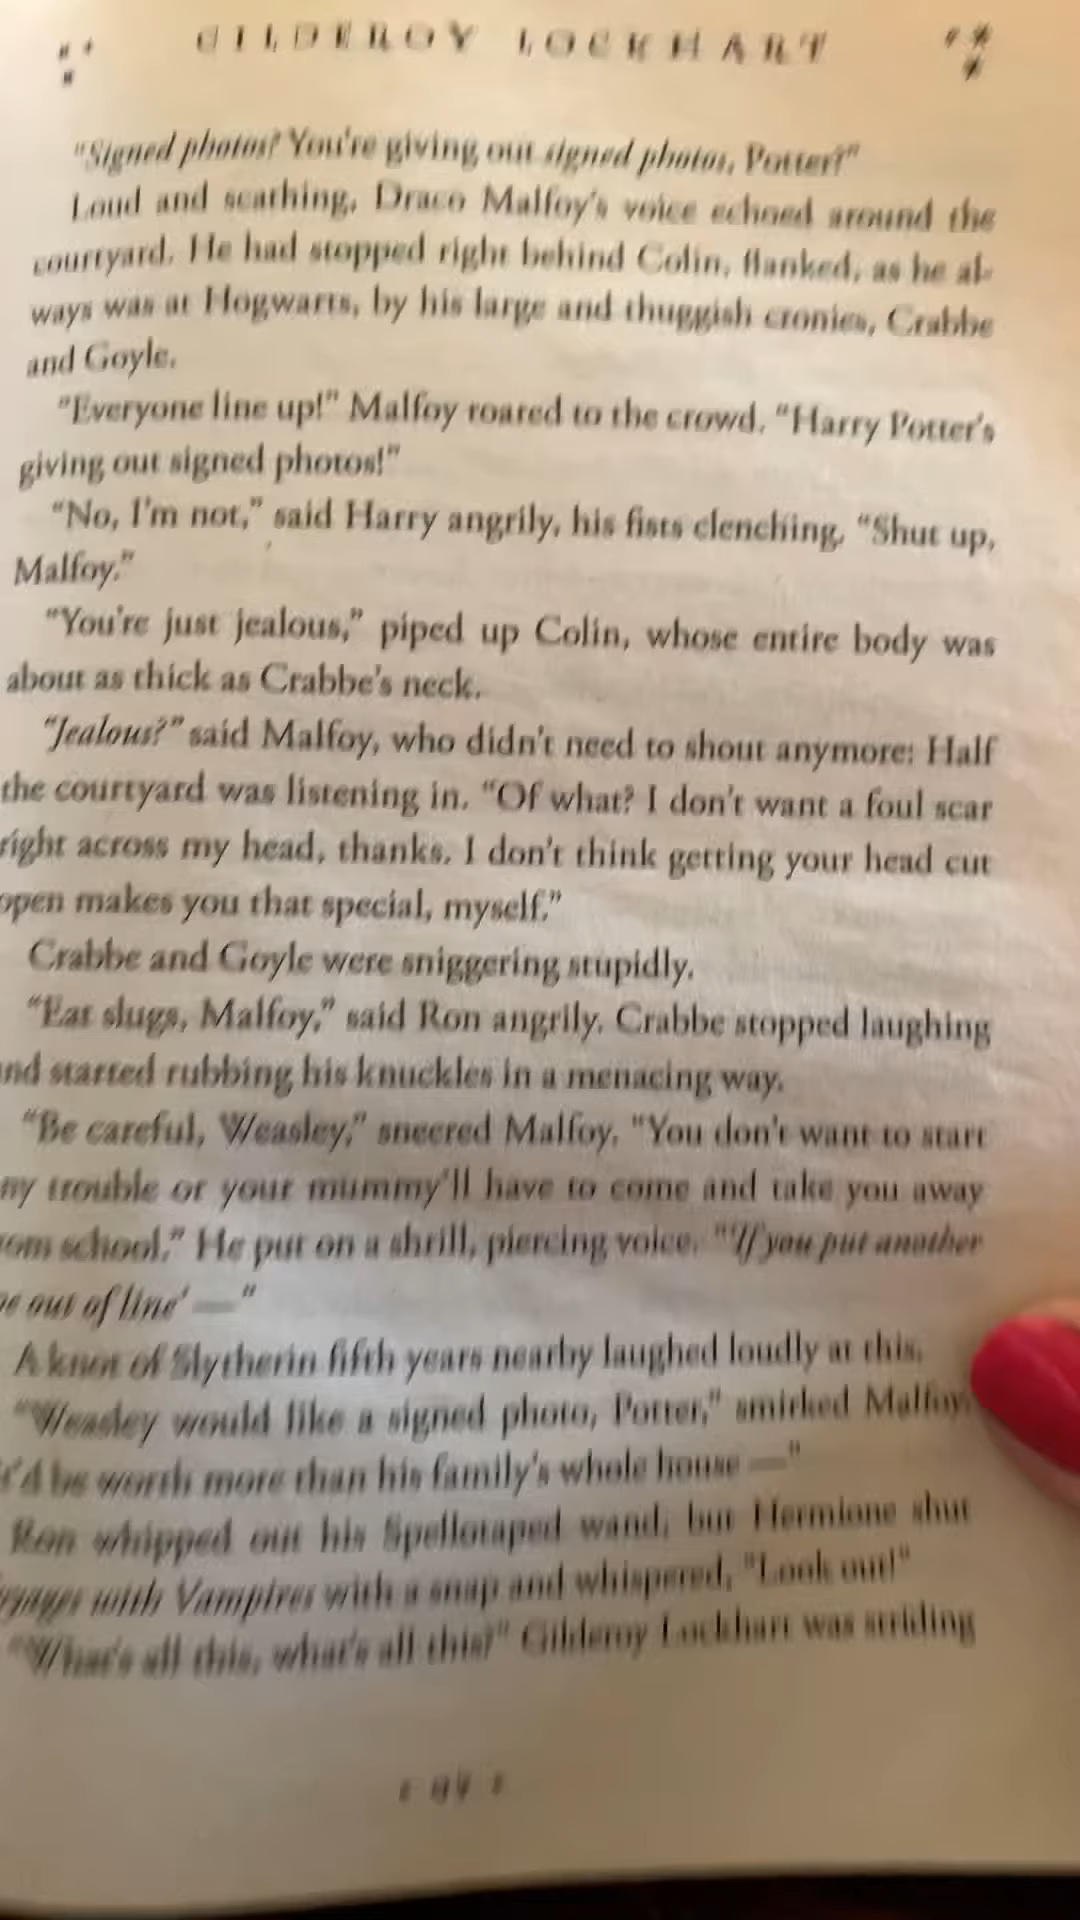 GILDEROY LOCKHART
"Signed photos? You're giving out signed photos, Potter?"
Loud and scathing, Draco Malfoy's voice echoed around the
courtyard. He had stopped right behind Colin, flanked, as he al-
ways was at Hogwarts, by his large and thuggish cronies, Crabbe
and Goyle.
"Everyone line up!" Malfoy roared to the crowd. "Harry Potter's
giving out signed photos!"
"No, I'm not," said Harry angrily, his fists clenching. "Shut up,
Malfoy."
"You're just jealous," piped up Colin, whose entire body was
about as thick as Crabbe's neck.
"Jealous?" said Malfoy, who didn't need to shout anymore: Half
the courtyard was listening in. "Of what? I don't want a foul scar
right across my head, thanks. I don't think getting your head cut
open makes you that special, myself."
Crabbe and Goyle were sniggering stupidly.
"Eat slugs, Malfoy," said Ron angrily. Crabbe stopped laughing
nd started rubbing his knuckles in a menacing way.
"Be careful, Weasley," sneered Malfoy. "You don't want to start
ny trouble or your mummy'll have to come and take you away
om school." He put on a shrill, piercing voice. "'If you put another
e out of line' —"
A knot of Slytherin fifth years nearby laughed loudly at this.
"Weasley would like a signed photo, Potter," smirked Malfoy.
t'd be worth more than his family's whole house —"
Ron whipped out his Spellotaped wand, but Hermione shut
yages with Vampires with a snap and whispered, "Look out!"
"What's all this, what's all this?" Gilderoy Lockhart was striding